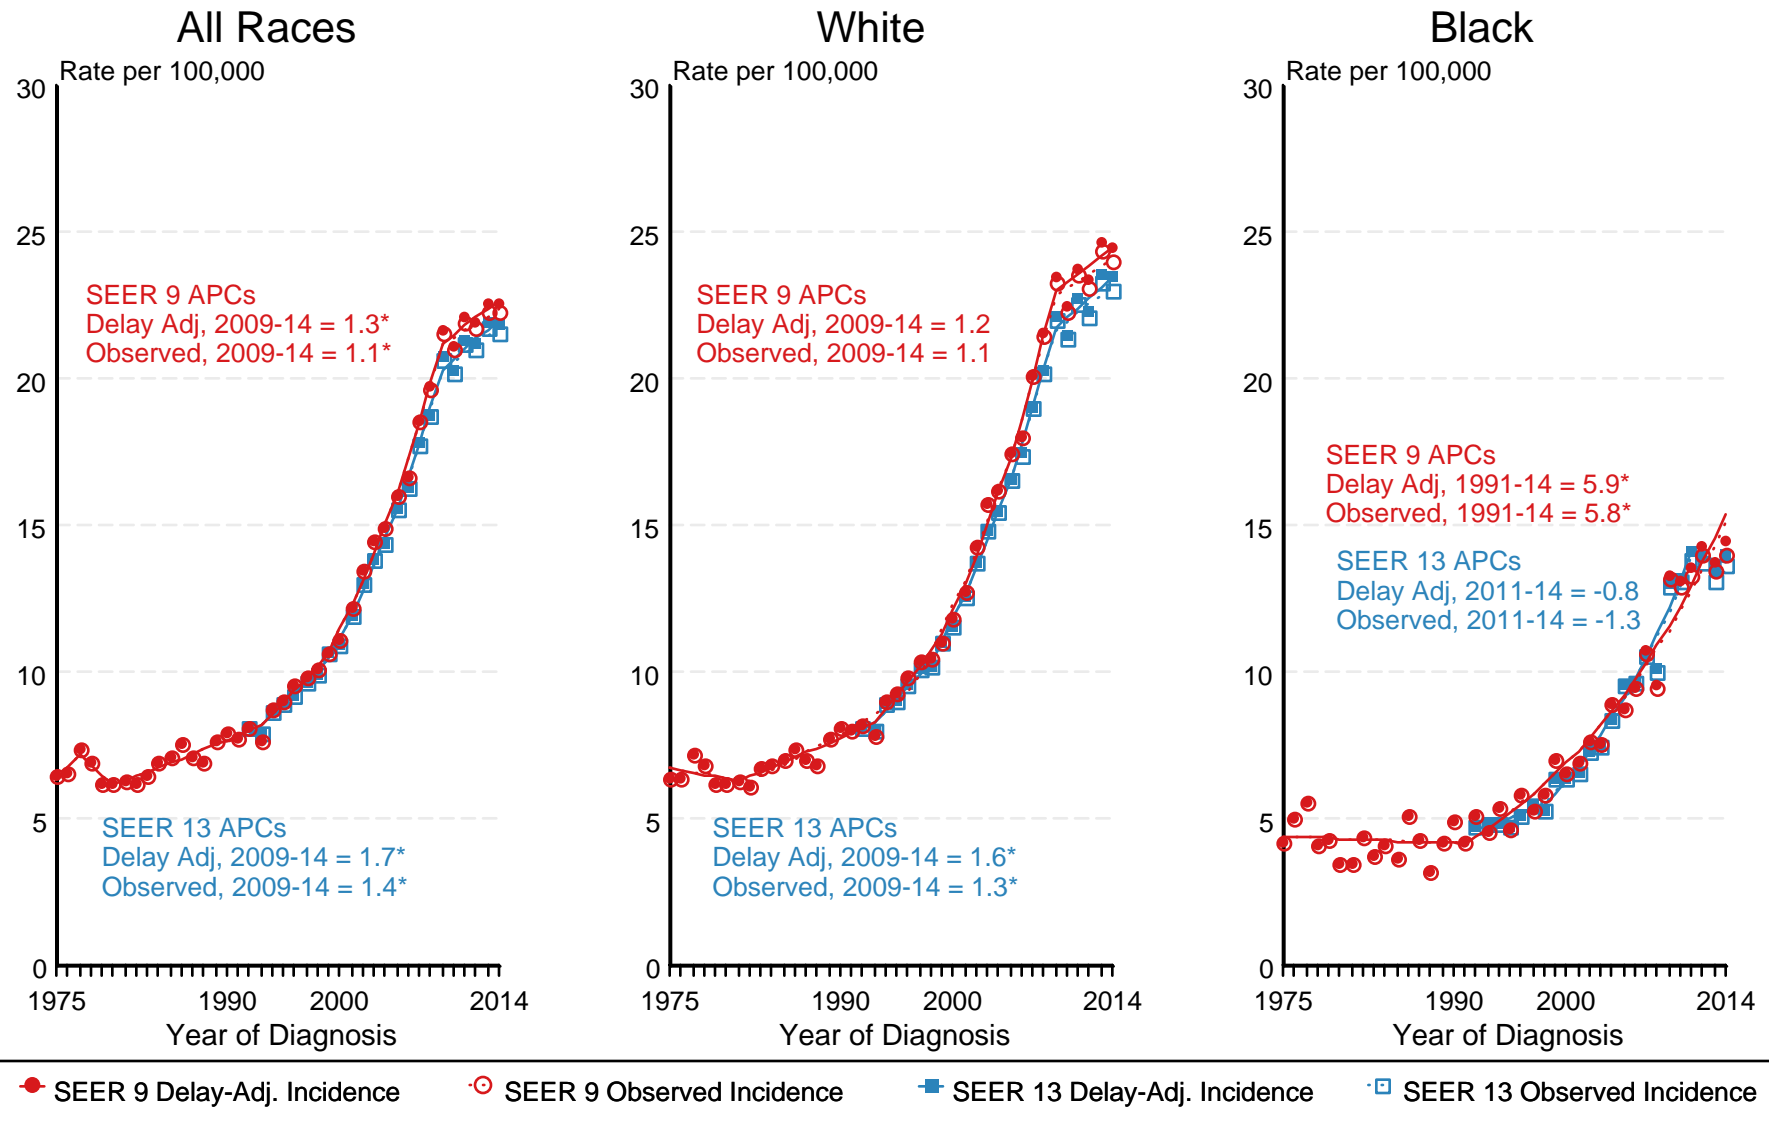 All Races
Rate per 100,000
30
25
20
15
10
5
0
SEER 9 APCs
Delay Adj, 2009-14 = 1.3*
Observed, 2009-14 = 1.1*
SEER 13 APCs
Delay Adj, 2009-14 = 1.7*
Observed, 2009-14 = 1.4*
1975 1990 2000 2014
Year of Diagnosis
White
Rate per 100,000
30
25
20
15
10
5
0
SEER 9 APCs
Delay Adj, 2009-14 = 1.2
Observed, 2009-14 = 1.1
SEER 13 APCs
Delay Adj, 2009-14 = 1.6*
Observed, 2009-14 = 1.3*
1975 1990 2000 2014
Year of Diagnosis
Black
Rate per 100,000
30
25
20
15
10
5
0
SEER 9 APCs
Delay Adj, 1991-14 = 5.9*
Observed, 1991-14 = 5.8*
SEER 13 APCs
Delay Adj, 2011-14 = -0.8
Observed, 2011-14 = -1.3
1975 1990 2000 2014
Year of Diagnosis
SEER 9 Delay-Adj. Incidence
SEER 9 Observed Incidence
SEER 13 Delay-Adj. Incidence
SEER 13 Observed Incidence